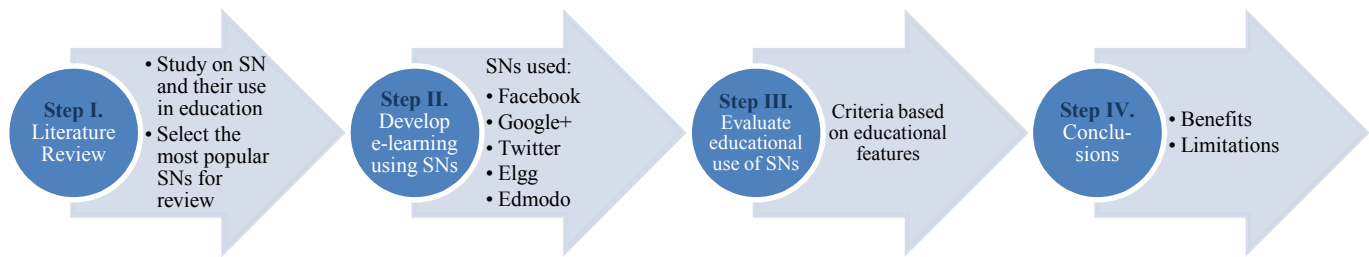 Step I.
Literature
Review
• Study on SN
and their use
in education
• Select the
most popular
SNs for
review
Step II.
Develop
e-learning
using SNs
SNs used:
• Facebook
• Google+
• Twitter
• Elgg
• Edmodo
Step III.
Evaluate
educational
use of SNs
Criteria based
on educational
features
Step IV.
Conclu-
sions
• Benefits
• Limitations